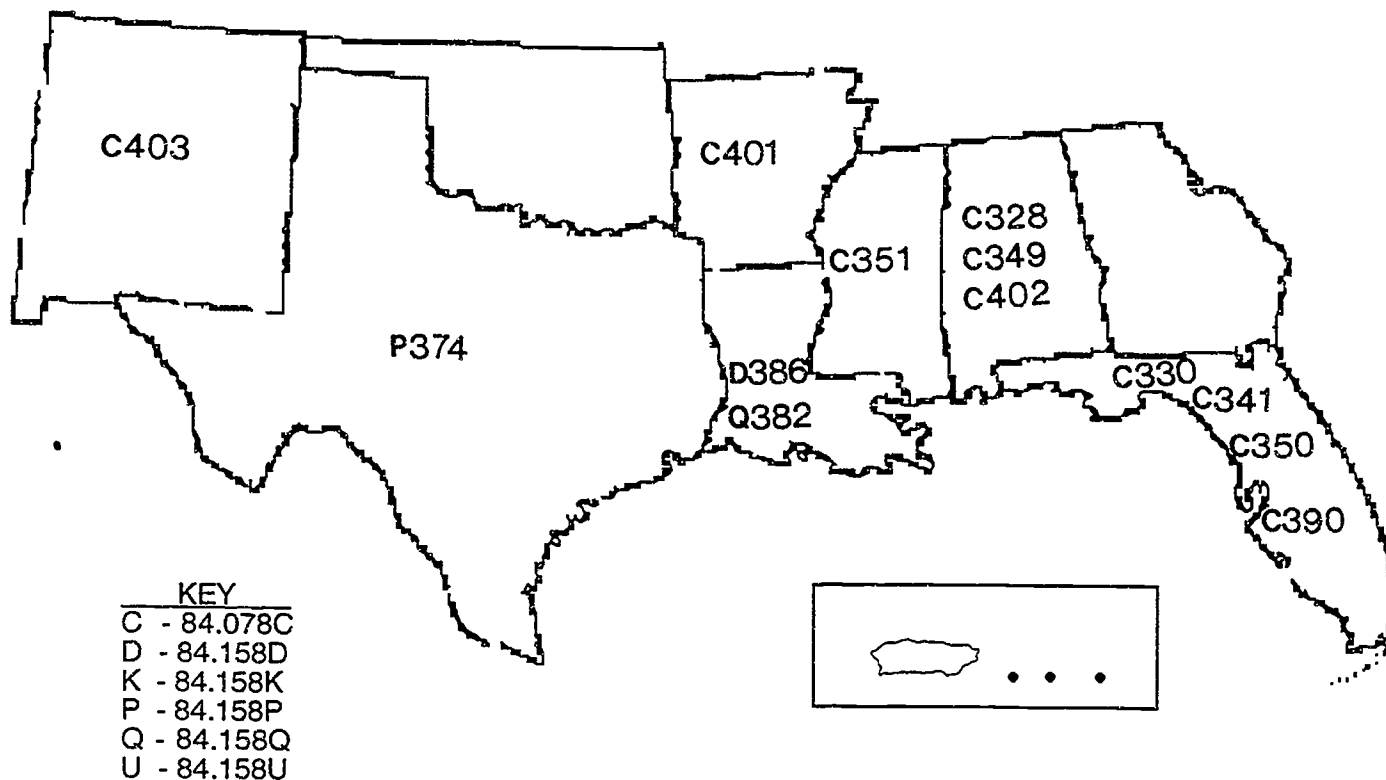 C403
C401
C328
C351
C349
C402
P374
D386
C330
Q382
C341
C350
C390
KEY
C - 84.078C
D - 84.158D
K - 84.158K
P - 84.158P
Q - 84.158Q
U - 84.158U